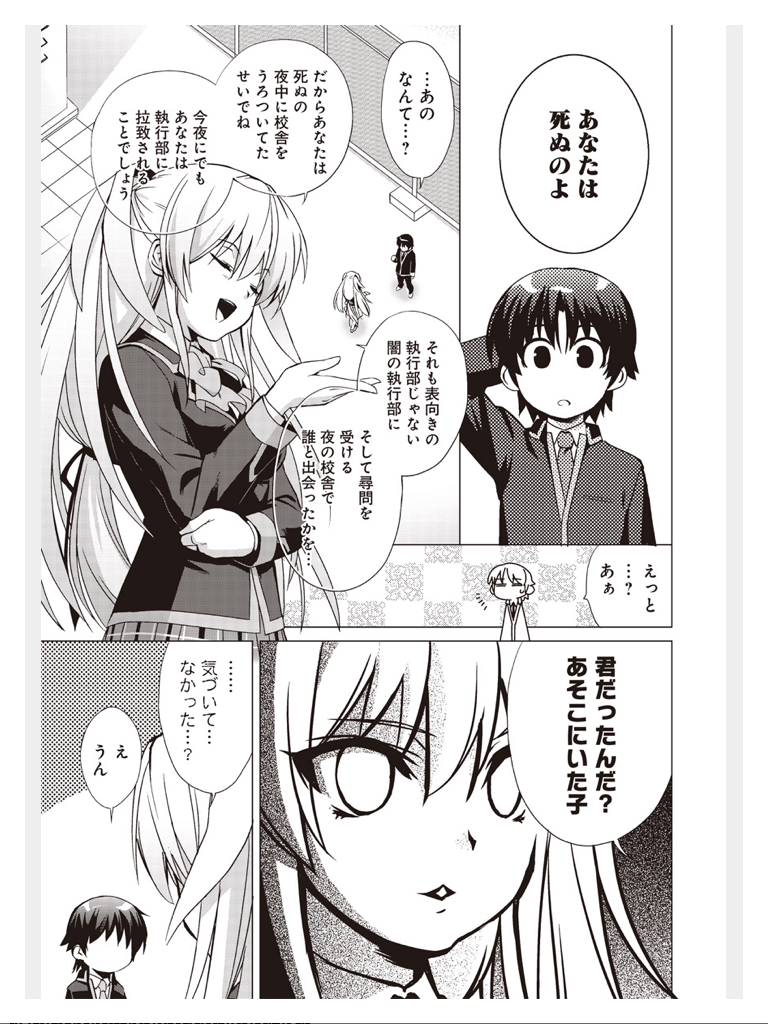 あなたは
死ぬのよ
…あの
なんて…？
だからあなたは
死ぬの
夜中に校舎を
うろついてた
せいでね
今夜にでも
あなたは
執行部に
拉致される
ことでしょう
それも表向きの
執行部じゃない
闇の執行部に
そして尋問を
受ける
夜の校舎で―
誰と出会ったかを…
えっと
…？
あぁ
君だったんだ？
あそこにいた子
……
気づいて…
なかった…？
え
うん